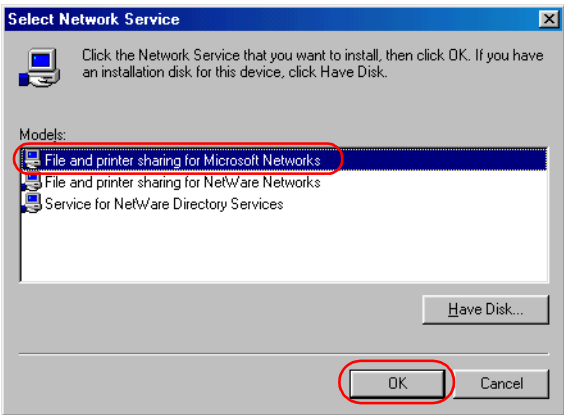 Select Network Service
Click the Network Service that you want to install, then click OK. If you have
an installation disk for this device, click Have Disk.
Models:
File and printer sharing for Microsoft Networks
File and printer sharing for NetWare Networks
Service for NetWare Directory Services
Have Disk...
OK
Cancel